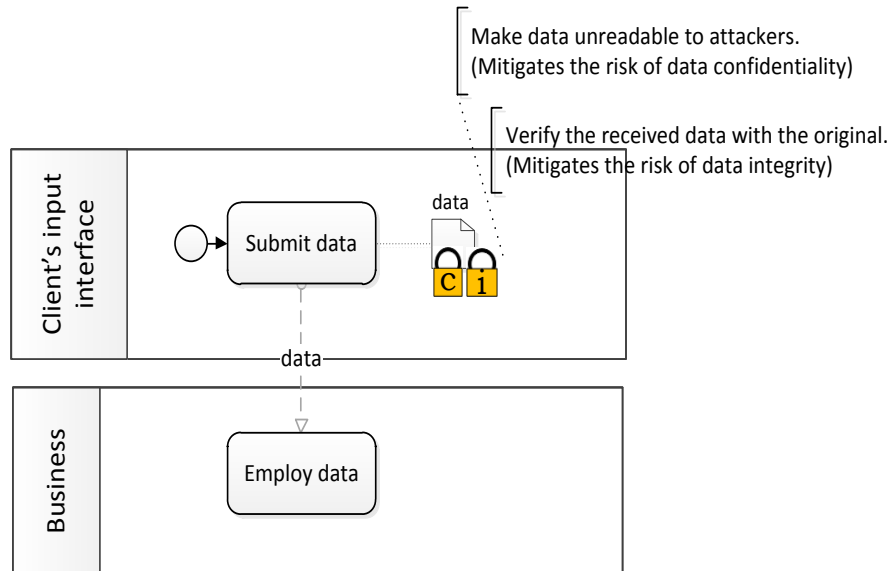 Make data unreadable to attackers.
(Mitigates the risk of data confidentiality)
Verify the received data with the original.
(Mitigates the risk of data integrity)
Client's input
interface
Submit data
data
c i
data
Business
Employ data